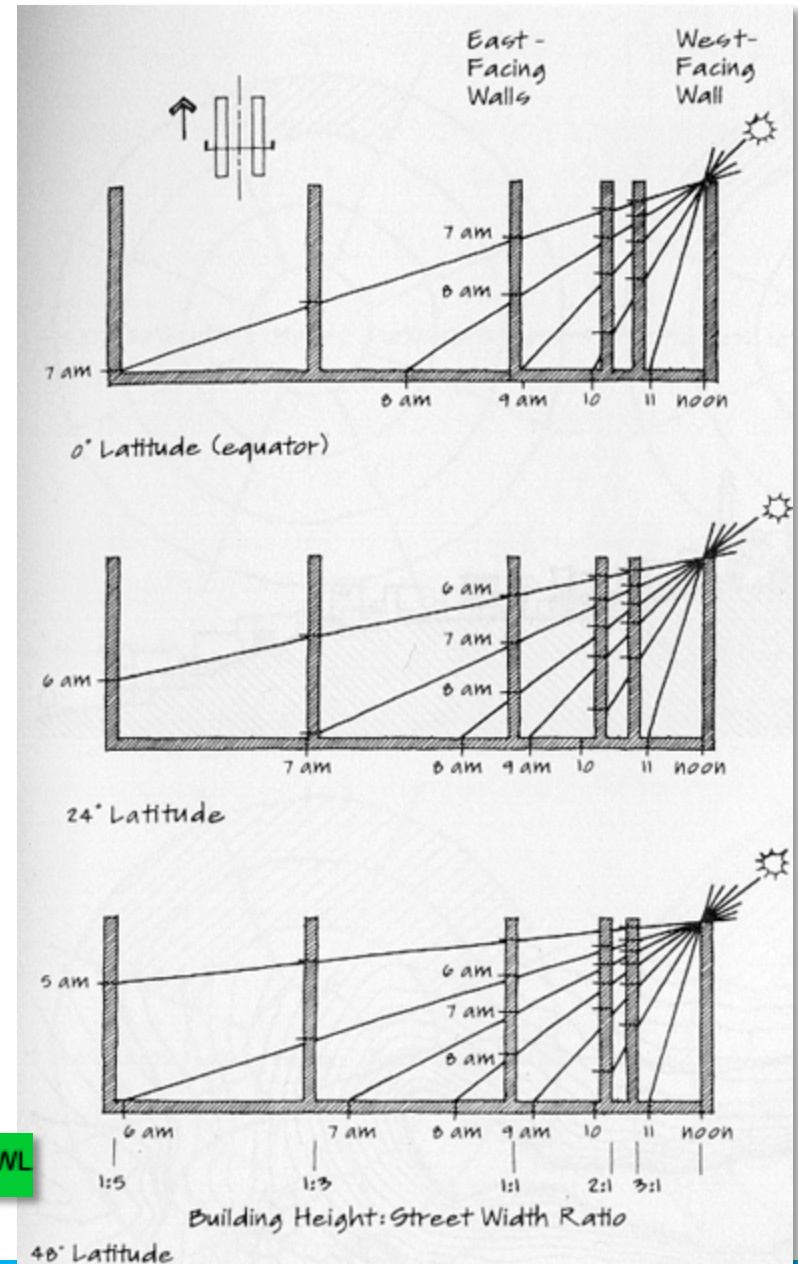 East-
Facing
Walls
West-
Facing
Wall
7 am
8 am
7 am
8 am
9 am
10
11
noon
0° Latitude (equator)
6 am
7 am
8 am
6 am
7 am
8 am
9 am
10
11
noon
24° Latitude
5 am
6 am
7 am
8 am
6 am
7 am
8 am
9 am
10
11
noon
1:5
1:3
1:1
2:1
3:1
Building Height: Street Width Ratio
48° Latitude
WL